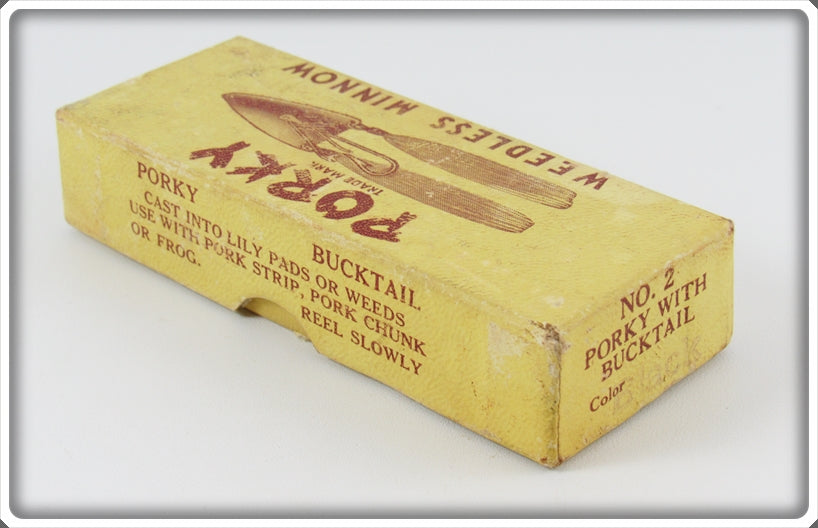 WEEDLESS MINNOW
PORKY
TRADE MARK
PORKY BUCKTAIL
CAST INTO LILY PADS OR WEEDS
USE WITH PORK STRIP, PORK CHUNK
OR FROG. REEL SLOWLY
NO. 2
PORKY WITH
BUCKTAIL
Color Black